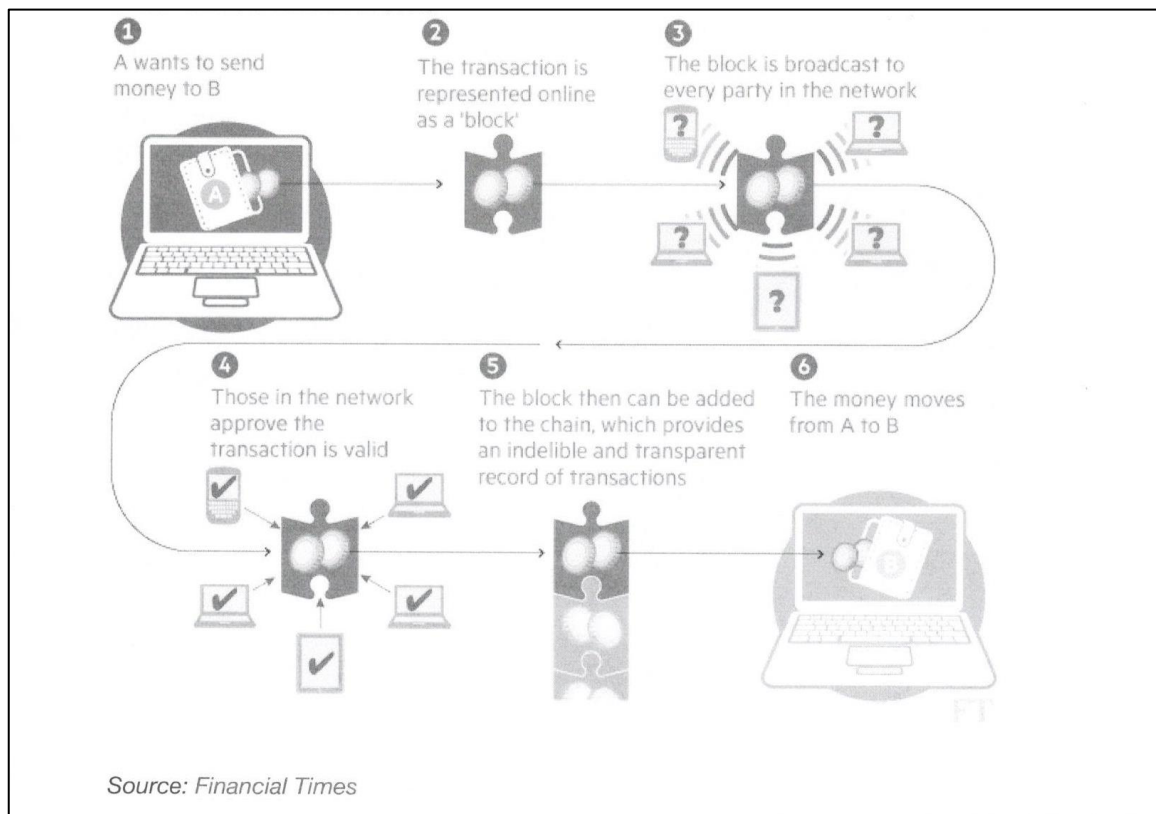 1
A wants to send
money to B
2
The transaction is
represented online
as a 'block'
3
The block is broadcast to
every party in the network
A
?
?
?
?
?
4
Those in the network
approve the
transaction is valid
5
The block then can be added
to the chain, which provides
an indelible and transparent
record of transactions
6
The money moves
from A to B
B
FT
Source: Financial Times